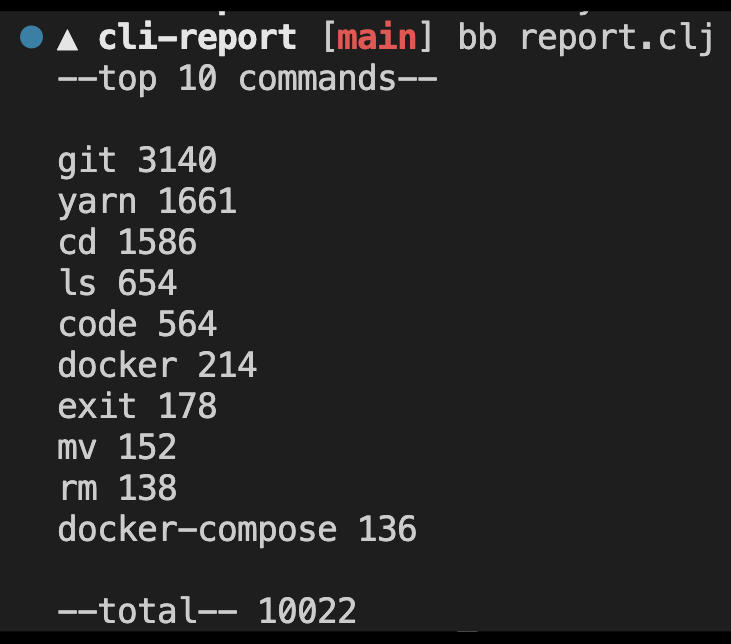 ▲ cli-report [main] bb report.clj
--top 10 commands--
git 3140
yarn 1661
cd 1586
ls 654
code 564
docker 214
exit 178
mv 152
rm 138
docker-compose 136
--total-- 10022